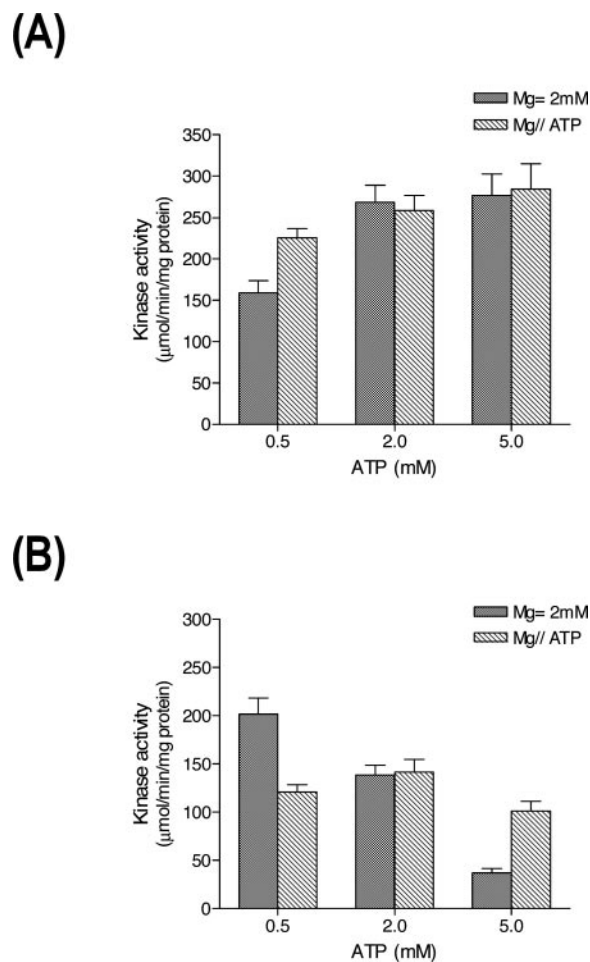 (A)
Mg= 2mM
Mg// ATP
350
300
250
200
150
100
50
0
Kinase activity
(μmol/min/mg protein)
0.5 2.0 5.0
ATP (mM)
(B)
Mg= 2mM
Mg// ATP
300
250
200
150
100
50
0
Kinase activity
(μmol/min/mg protein)
0.5 2.0 5.0
ATP (mM)